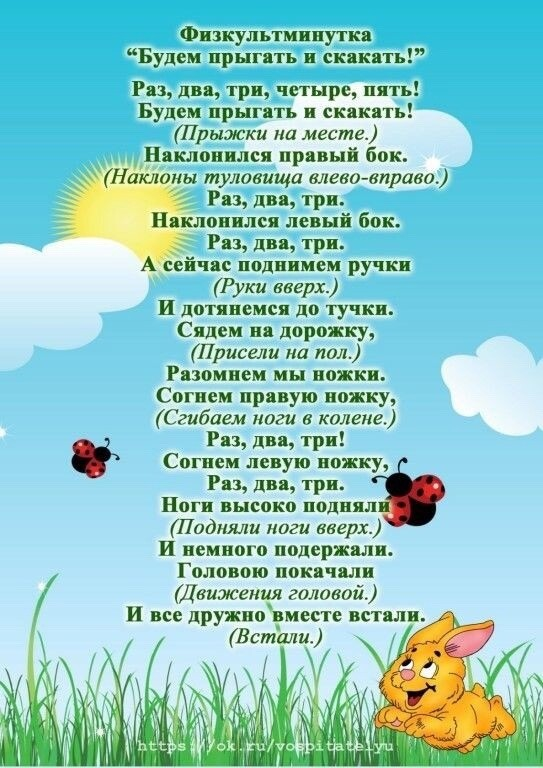 Физкультминутка
“Будем прыгать и скакать!”
Раз, два, три, четыре, пять!
Будем прыгать и скакать!
(Прыжки на месте.)
Наклонился правый бок.
(Наклоны туловища влево-вправо.)
Раз, два, три.
Наклонился левый бок.
Раз, два, три.
А сейчас поднимем ручки
(Руки вверх.)
И дотянемся до тучки.
Сядем на дорожку,
(Присели на пол.)
Разомнем мы ножки.
Согнем правую ножку,
(Сгибаем ноги в колене.)
Раз, два, три!
Согнем левую ножку,
Раз, два, три.
Ноги высоко подняли
(Подняли ноги вверх.)
И немного подержали.
Головою покачали
(Движения головой.)
И все дружно вместе встали.
(Встали.)
https://ok.ru/vospitatelyu